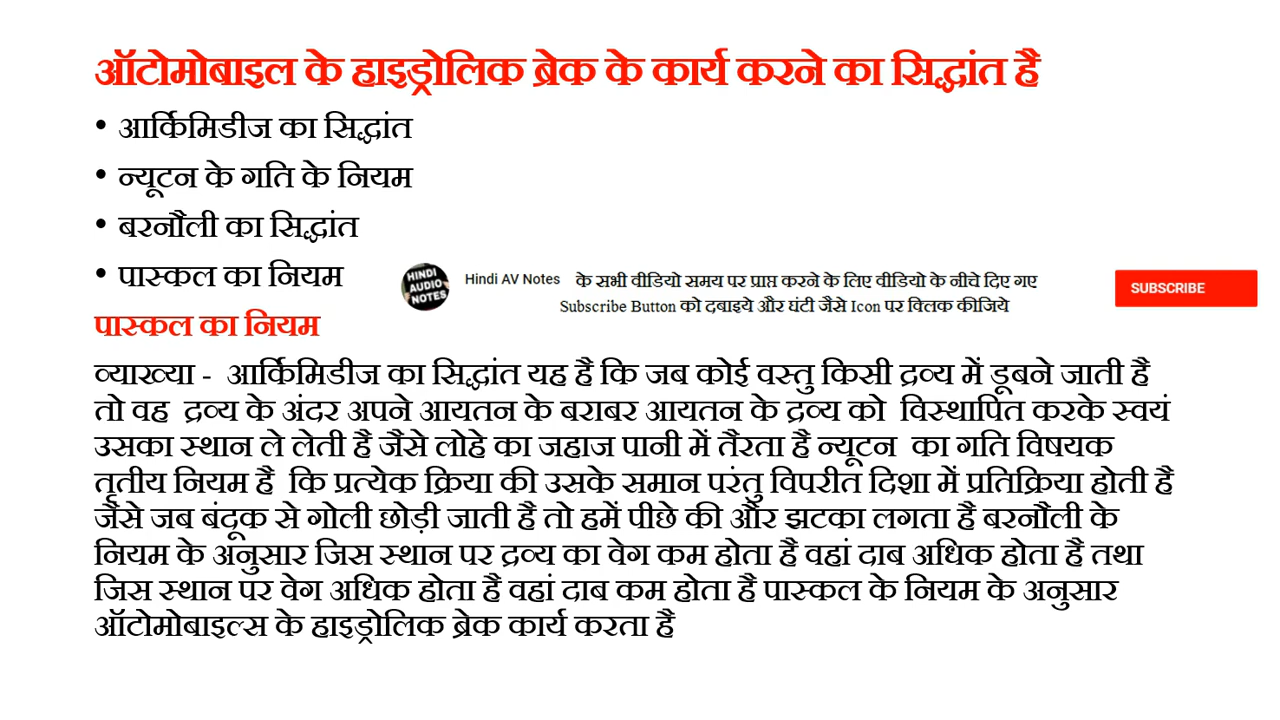 ऑटोमोबाइल के हाइड्रोलिक ब्रेक के कार्य करने का सिद्धांत है
• आर्किमिडीज का सिद्धांत
• न्यूटन के गति के नियम
• बरनौली का सिद्धांत
• पास्कल का नियम
HINDI AUDIO NOTES
Hindi AV Notes के सभी वीडियो समय पर प्राप्त करने के लिए वीडियो के नीचे दिए गए
Subscribe Button को दबाइये और घंटी जैसे Icon पर क्लिक कीजिये
SUBSCRIBE
पास्कल का नियम
व्याख्या - आर्किमिडीज का सिद्धांत यह है कि जब कोई वस्तु किसी द्रव्य में डूबने जाती है
तो वह द्रव्य के अंदर अपने आयतन के बराबर आयतन के द्रव्य को विस्थापित करके स्वयं
उसका स्थान ले लेती है जैसे लोहे का जहाज पानी में तैरता है न्यूटन का गति विषयक
तृतीय नियम है कि प्रत्येक क्रिया की उसके समान परंतु विपरीत दिशा में प्रतिक्रिया होती है
जैसे जब बंदूक से गोली छोड़ी जाती है तो हमें पीछे की और झटका लगता है बरनौली के
नियम के अनुसार जिस स्थान पर द्रव्य का वेग कम होता है वहां दाब अधिक होता है तथा
जिस स्थान पर वेग अधिक होता है वहां दाब कम होता है पास्कल के नियम के अनुसार
ऑटोमोबाइल्स के हाइड्रोलिक ब्रेक कार्य करता है